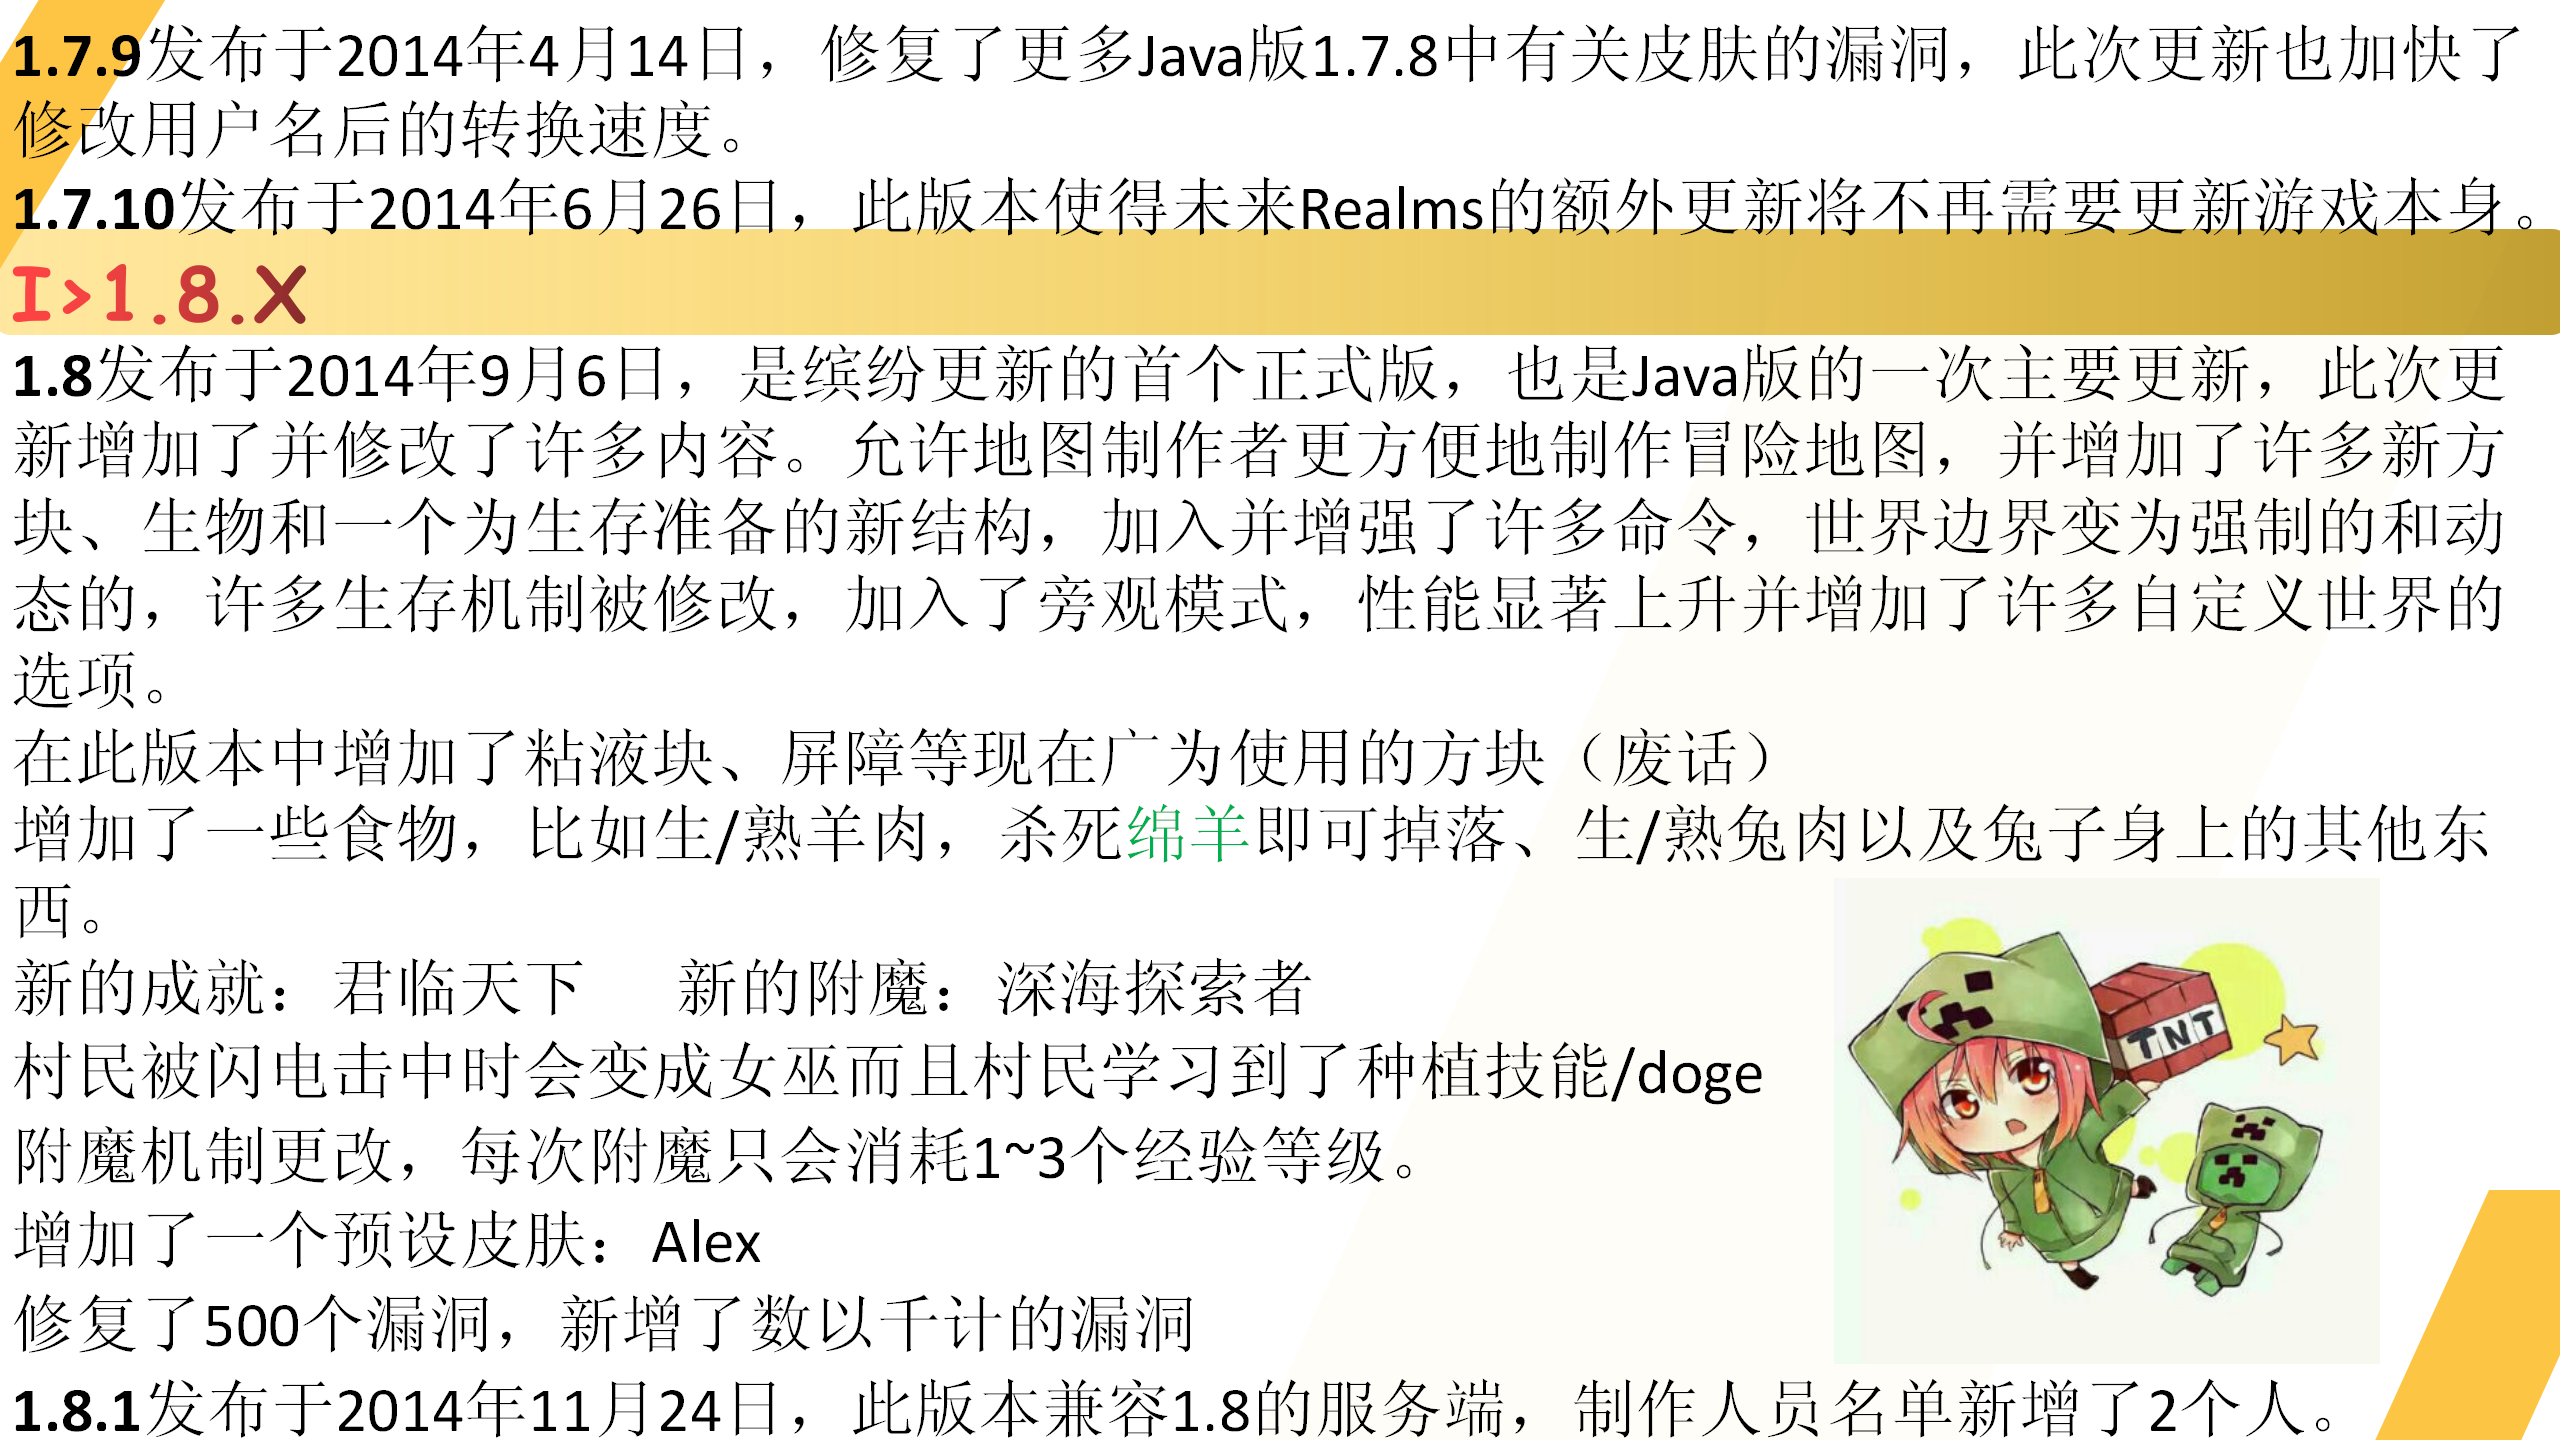 1.7.9发布于2014年4月14日，修复了更多Java版1.7.8中有关皮肤的漏洞，此次更新也加快了
修改用户名后的转换速度。
1.7.10发布于2014年6月26日，此版本使得未来Realms的额外更新将不再需要更新游戏本身。
I>1.8.X
1.8发布于2014年9月6日，是缤纷更新的首个正式版，也是Java版的一次主要更新，此次更
新增加了并修改了许多内容。允许地图制作者更方便地制作冒险地图，并增加了许多新方
块、生物和一个为生存准备的新结构，加入并增强了许多命令，世界边界变为强制的和动
态的，许多生存机制被修改，加入了旁观模式，性能显著上升并增加了许多自定义世界的
选项。
在此版本中增加了粘液块、屏障等现在广为使用的方块（废话）
增加了一些食物，比如生/熟羊肉，杀死绵羊即可掉落、生/熟兔肉以及兔子身上的其他东
西。
新的成就：君临天下 新的附魔：深海探索者
村民被闪电击中时会变成女巫而且村民学习到了种植技能/doge
附魔机制更改，每次附魔只会消耗1~3个经验等级。
增加了一个预设皮肤：Alex
修复了500个漏洞，新增了数以千计的漏洞
TNT
1.8.1发布于2014年11月24日，此版本兼容1.8的服务端，制作人员名单新增了2个人。